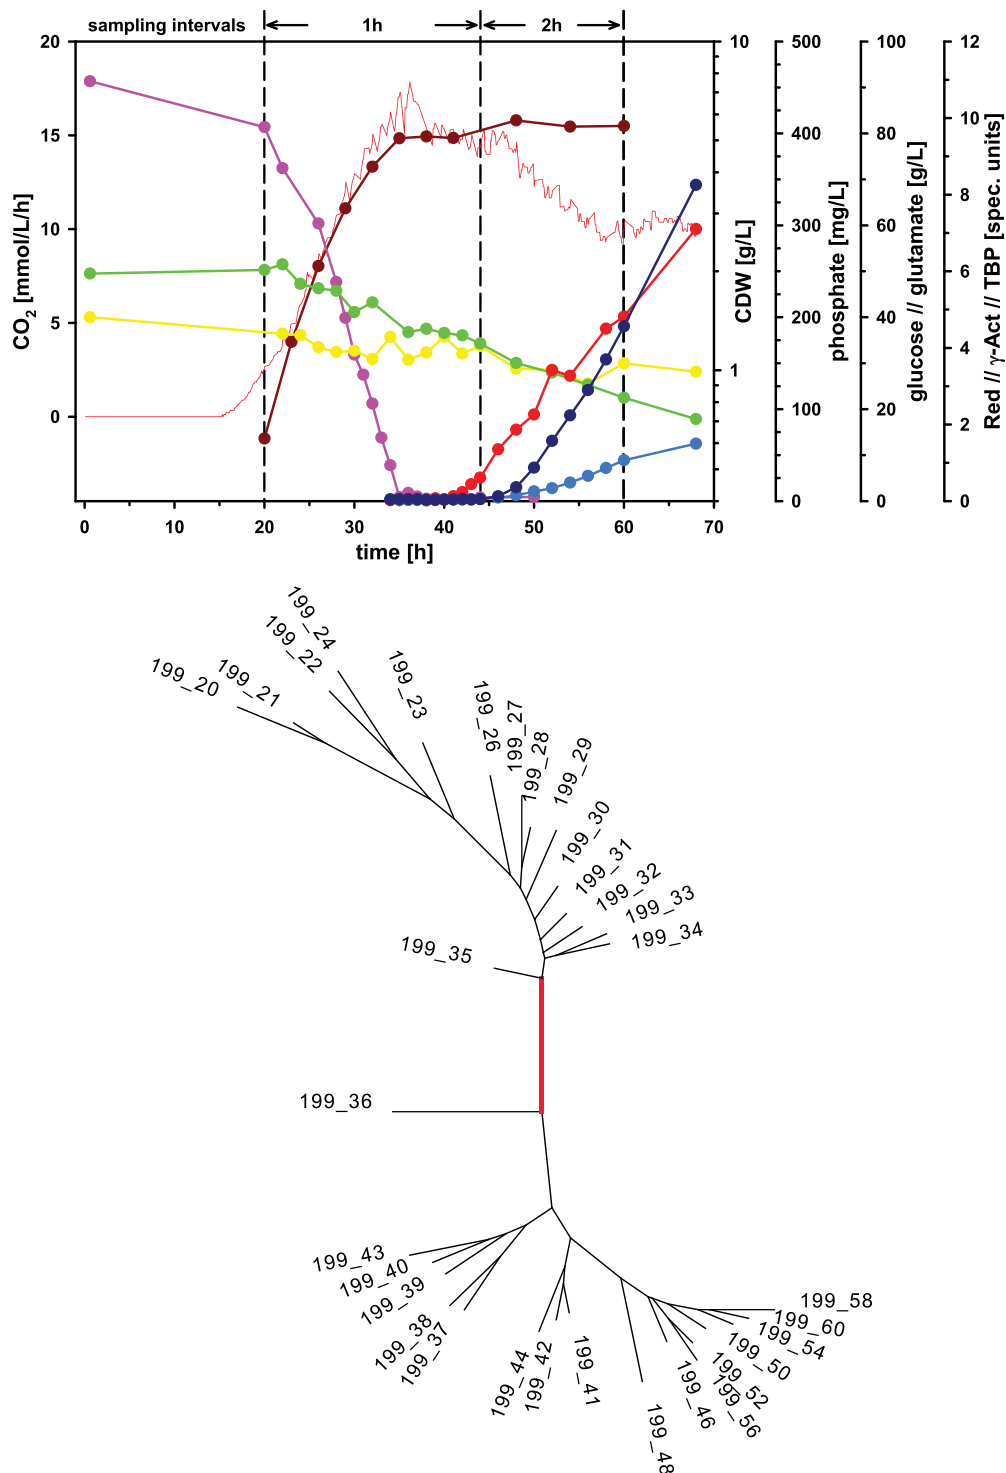 sampling intervals 1h 2h
20 10 500 100 12
15 400 80 10
10 300 60 8
5 1 200 40 6
0 100 20 4
2
0 0 0
0 10 20 30 40 50 60 70
time [h]
CO2 [mmol/L/h]
CDW [g/L]
phosphate [mg/L]
glucose // glutamate [g/L]
Red // γ-Act // TBP [spec. units]
199_24
199_22
199_21
199_20
199_23
199_26
199_27
199_28
199_29
199_30
199_31
199_32
199_33
199_34
199_35
199_36
199_43
199_40
199_39
199_38
199_37
199_44
199_42
199_41
199_48
199_46
199_56
199_52
199_50
199_54
199_60
199_58